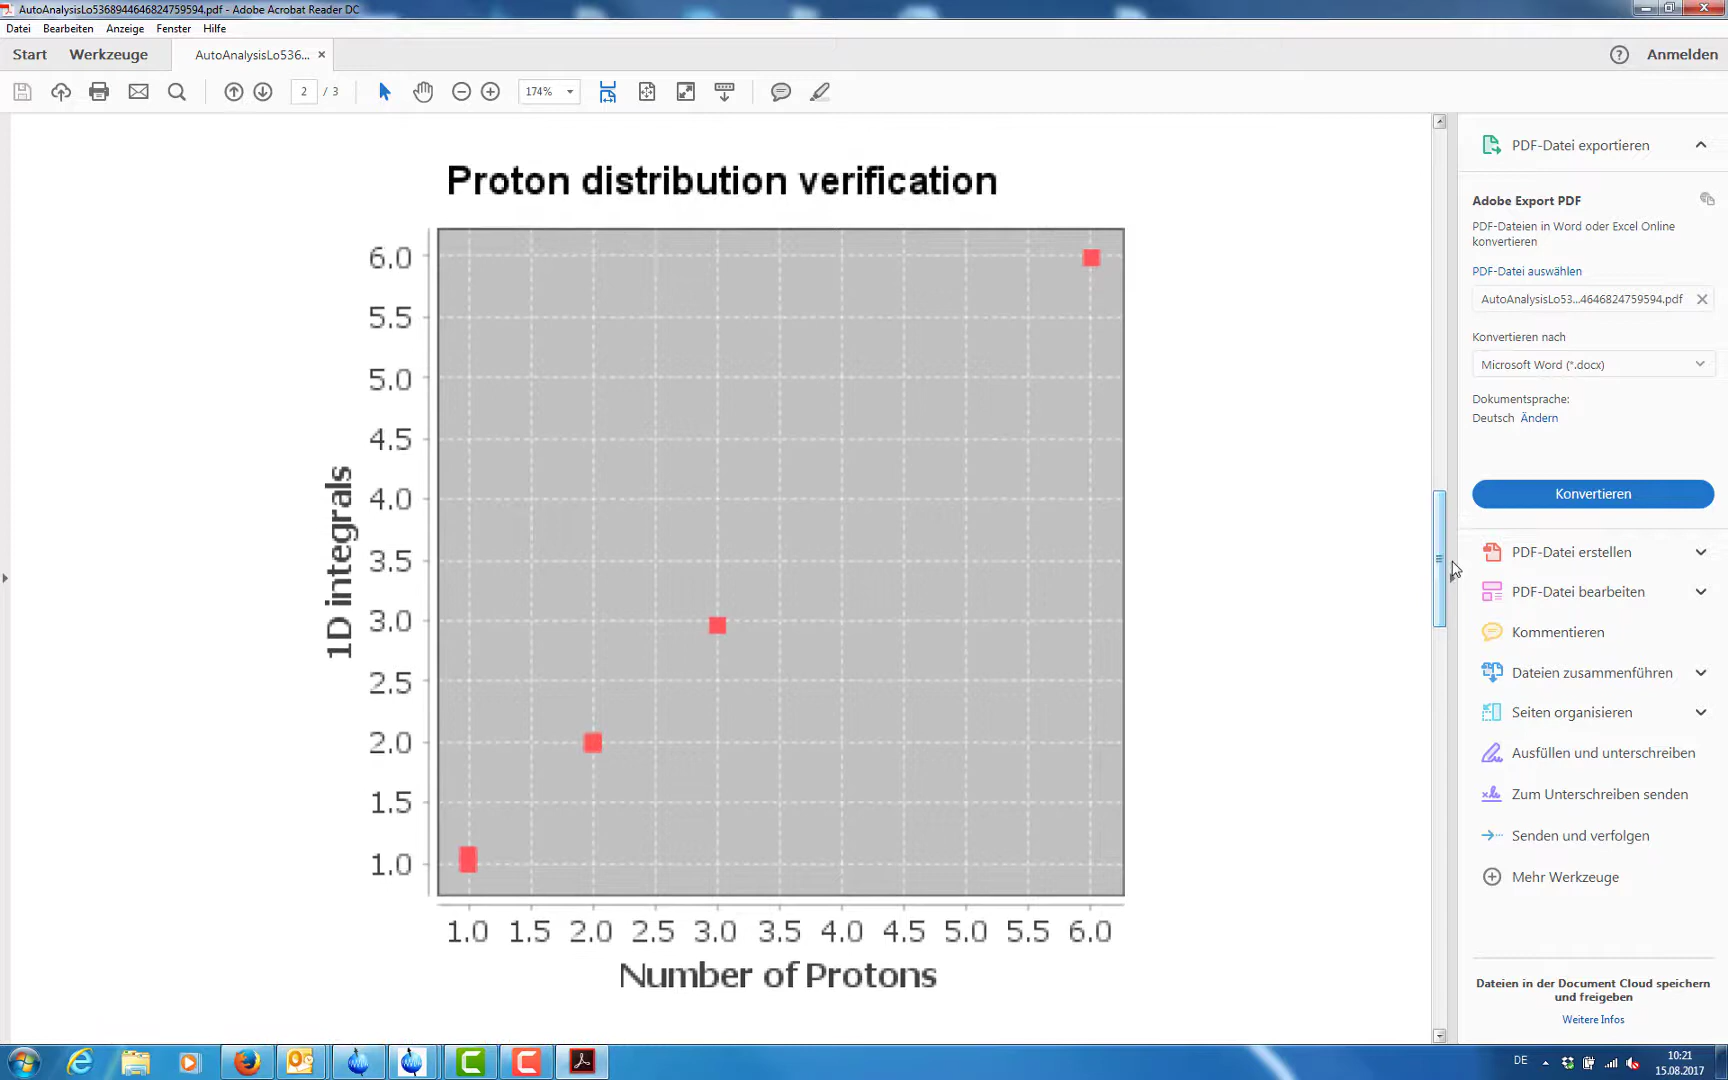 AutoAnalysisLo5368944646824759594.pdf - Adobe Acrobat Reader DC
Datei Bearbeiten Anzeige Fenster Hilfe
Start Werkzeuge AutoAnalysisLo536... × Anmelden
2 / 3 174%
Proton distribution verification
6.0
5.5
5.0
4.5
4.0
3.5
3.0
2.5
2.0
1.5
1.0
1D integrals
1.0 1.5 2.0 2.5 3.0 3.5 4.0 4.5 5.0 5.5 6.0
Number of Protons
PDF-Datei exportieren
Adobe Export PDF
PDF-Dateien in Word oder Excel Online
konvertieren
PDF-Datei auswählen
AutoAnalysisLo53...4646824759594.pdf
Konvertieren nach
Microsoft Word (*.docx)
Dokumentsprache:
Deutsch Ändern
Konvertieren
PDF-Datei erstellen
PDF-Datei bearbeiten
Kommentieren
Dateien zusammenführen
Seiten organisieren
Ausfüllen und unterschreiben
Zum Unterschreiben senden
Senden und verfolgen
Mehr Werkzeuge
Dateien in der Document Cloud speichern
und freigeben
Weitere Infos
DE
10:21
15.08.2017